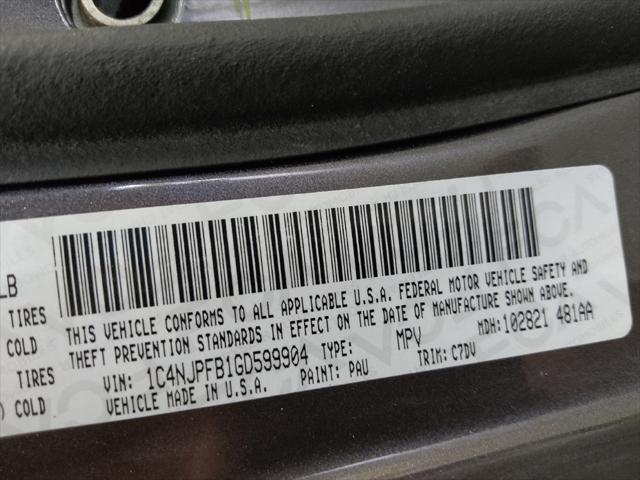 LB
TIRES
COLD
TIRES
) COLD
THIS VEHICLE CONFORMS TO ALL APPLICABLE U.S.A. FEDERAL MOTOR VEHICLE SAFETY AND
THEFT PREVENTION STANDARDS IN EFFECT ON THE DATE OF MANUFACTURE SHOWN ABOVE.
VIN: 1C4NJPFB1GD599904 TYPE: MPV MDH:102821 481AA
VEHICLE MADE IN U.S.A. PAINT: PAU TRIM: C7DV